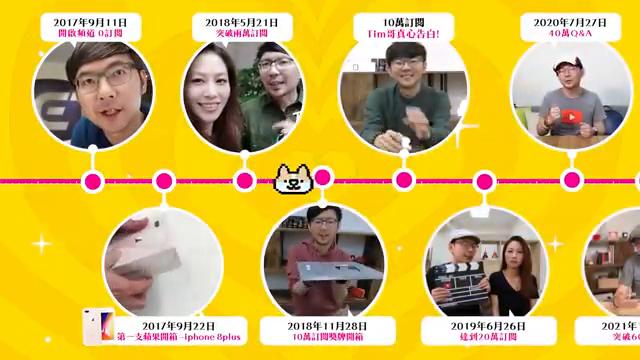 2017年9月11日
開啟頻道 0訂閱
2018年5月21日
突破兩萬訂閱
10萬訂閱
Tim哥真心告白!
2020年7月27日
40萬Q&A
2017年9月22日
第一支蘋果開箱 -iphone 8plus
2018年11月28日
10萬訂閱獎牌開箱
2019年6月26日
達到20萬訂閱
2021年
突破6